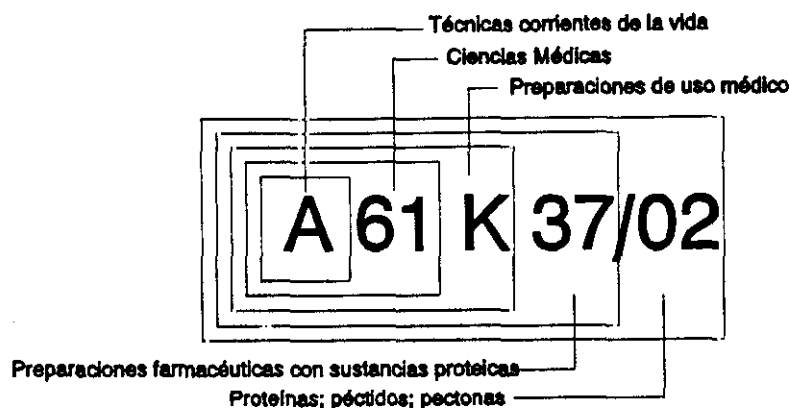 Técnicas corrientes de la vida
Ciencias Médicas
Preparaciones de uso médico
A 61 K 37/02
Preparaciones farmacéuticas con sustancias proteicas
Proteínas; péctidos; pectonas